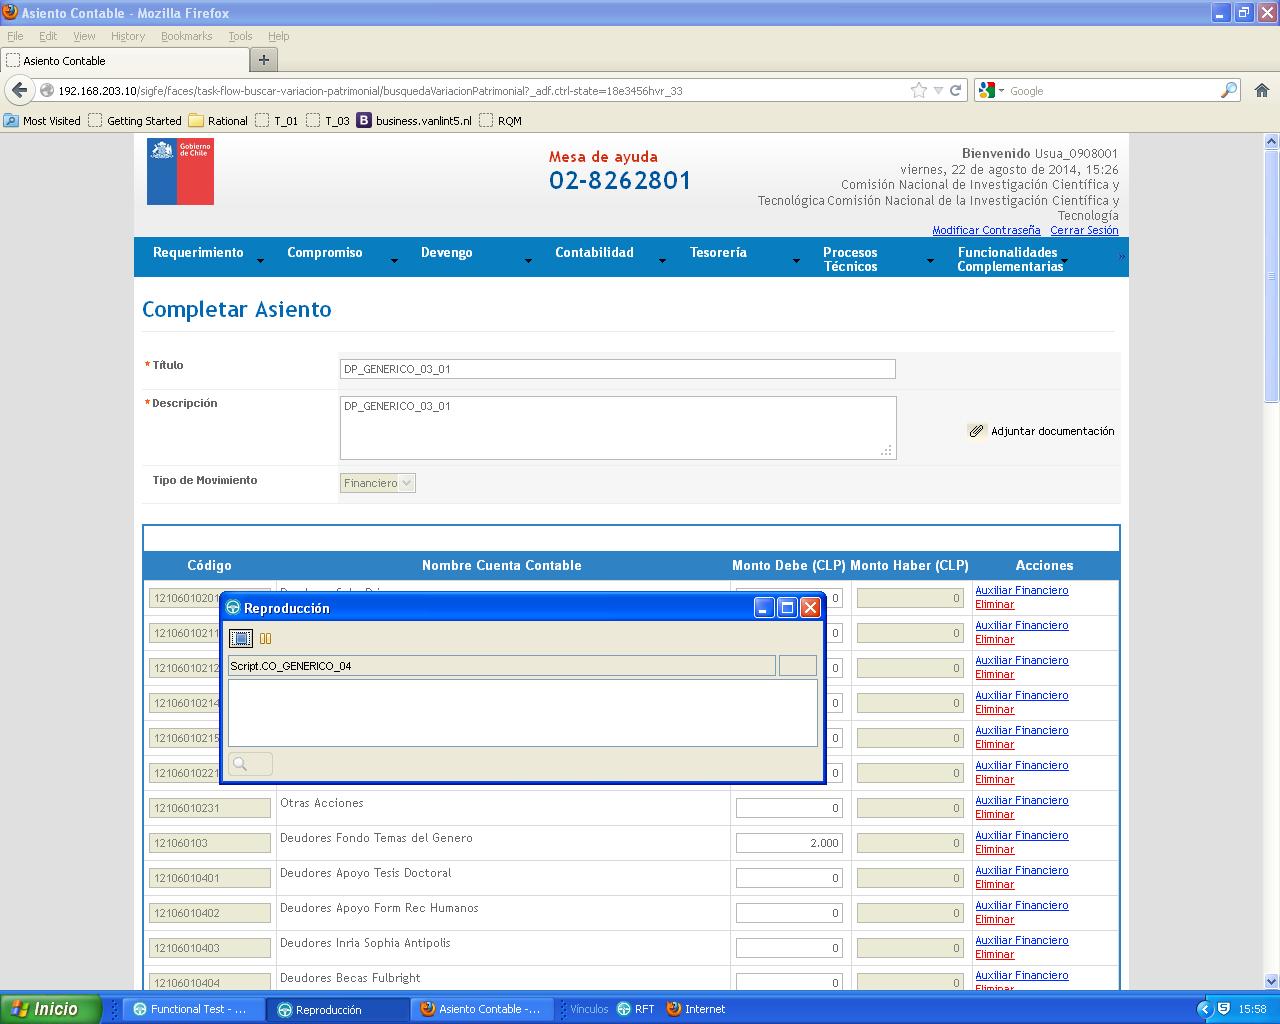 Asiento Contable - Mozilla Firefox
File Edit View History Bookmarks Tools Help
Asiento Contable
192.168.203.10/sigfe/faces/task-flow-buscar-variacion-patrimonial/busquedaVariacionPatrimonial?_adf.ctrl-state=18e3456hvr_33
Google
Most Visited Getting Started Rational T_01 T_03 B business.vanlint5.nl RQM
Gobierno de Chile
Mesa de ayuda
02-8262801
Bienvenido Usua_0908001
viernes, 22 de agosto de 2014, 15:26
Comisión Nacional de Investigación Científica y
Tecnológica Comisión Nacional de la Investigación Científica y
Tecnología
Modificar Contraseña Cerrar Sesión
Requerimiento Compromiso Devengo Contabilidad Tesorería Procesos Técnicos Funcionalidades Complementarias »
Completar Asiento
* Título DP_GENERICO_03_01
* Descripción DP_GENERICO_03_01
Adjuntar documentación
Tipo de Movimiento Financiero
Código Nombre Cuenta Contable Monto Debe (CLP) Monto Haber (CLP) Acciones
12106010201 0 0 Auxiliar Financiero
Eliminar
12106010211 0 0 Auxiliar Financiero
Eliminar
12106010212 0 0 Auxiliar Financiero
Eliminar
12106010214 0 0 Auxiliar Financiero
Eliminar
12106010215 0 0 Auxiliar Financiero
Eliminar
12106010221 0 0 Auxiliar Financiero
Eliminar
Reproducción
Script.CO_GENERICO_04
12106010231 Otras Acciones 0 0 Auxiliar Financiero
Eliminar
121060103 Deudores Fondo Temas del Genero 2.000 0 Auxiliar Financiero
Eliminar
12106010401 Deudores Apoyo Tesis Doctoral 0 0 Auxiliar Financiero
Eliminar
12106010402 Deudores Apoyo Form Rec Humanos 0 0 Auxiliar Financiero
Eliminar
12106010403 Deudores Inria Sophia Antipolis 0 0 Auxiliar Financiero
Eliminar
12106010404 Deudores Becas Fulbright 0 0 Auxiliar Financiero
Eliminar
Inicio Functional Test - ... Reproducción Asiento Contable -... Vínculos RFT Internet 15:58